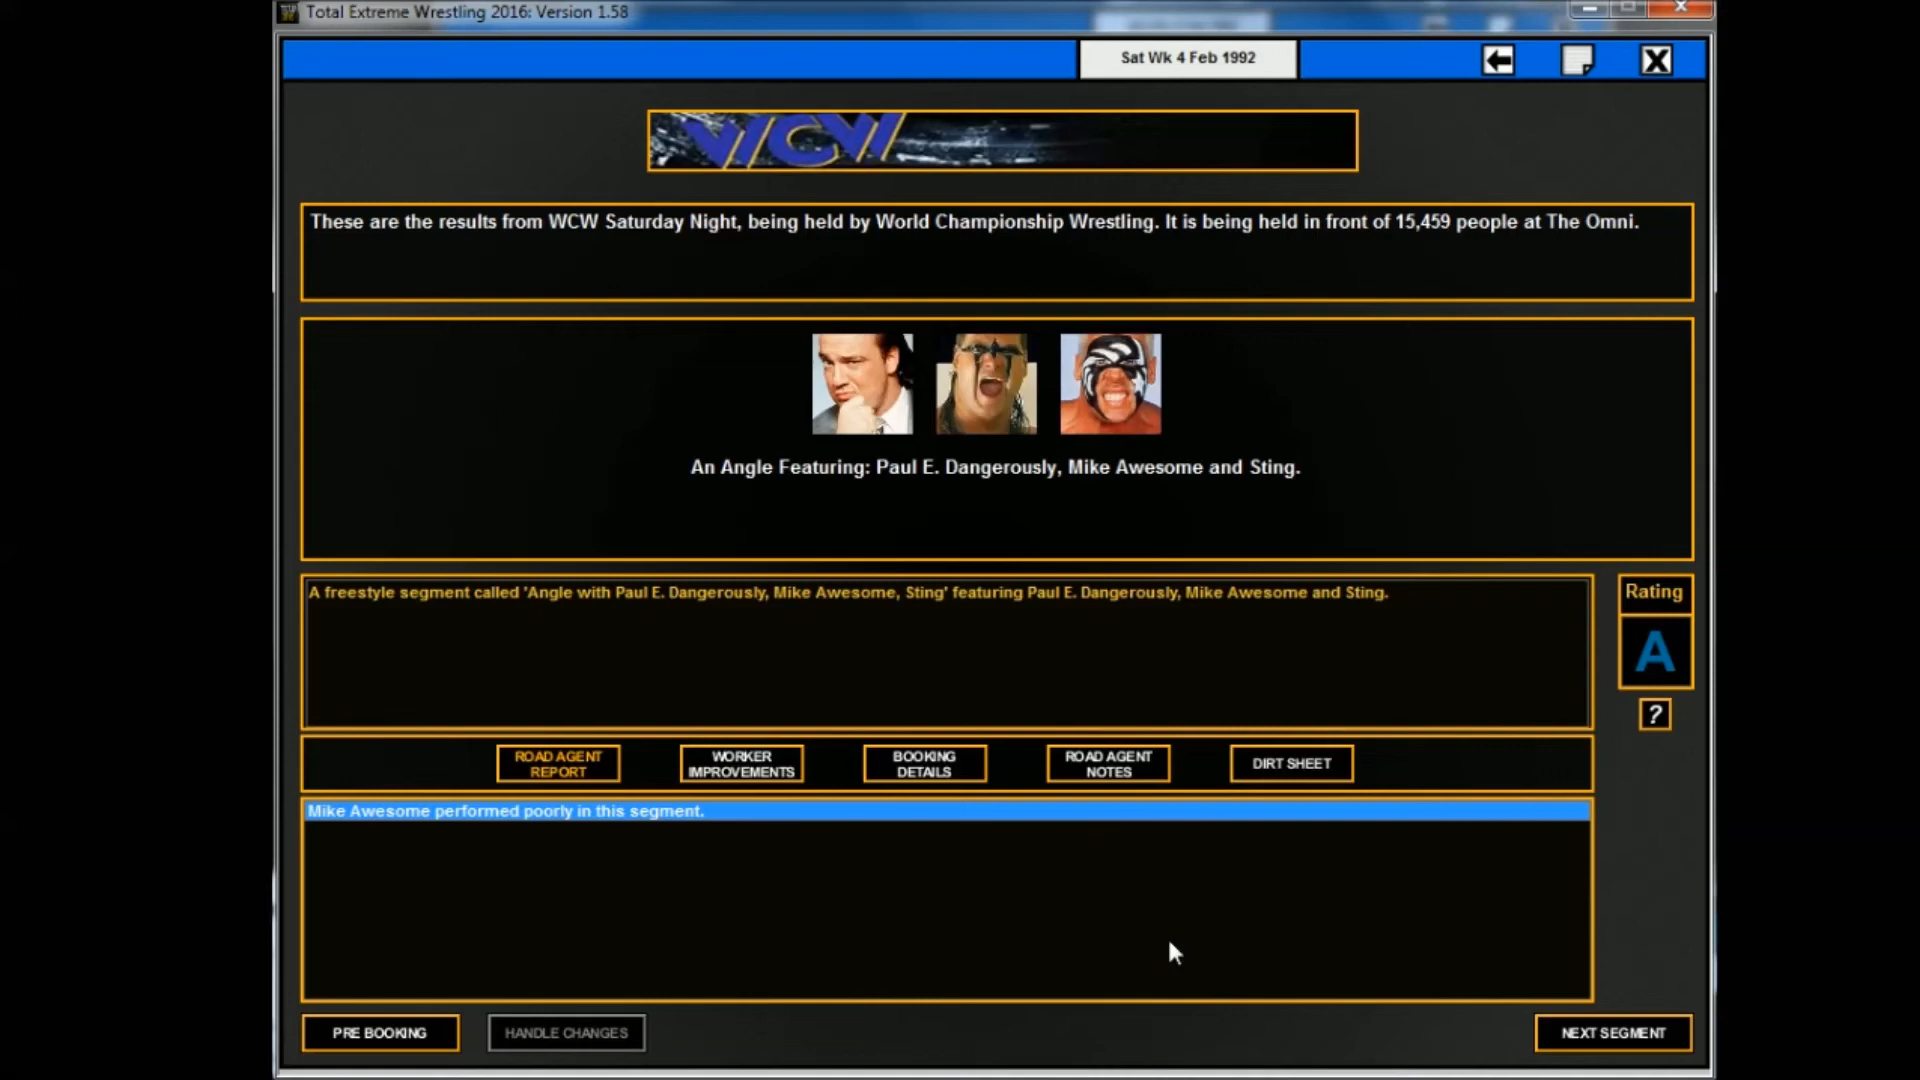 Total Extreme Wrestling 2016: Version 1.58
Sat Wk 4 Feb 1992
WCW
These are the results from WCW Saturday Night, being held by World Championship Wrestling. It is being held in front of 15,459 people at The Omni.
An Angle Featuring: Paul E. Dangerously, Mike Awesome and Sting.
A freestyle segment called 'Angle with Paul E. Dangerously, Mike Awesome, Sting' featuring Paul E. Dangerously, Mike Awesome and Sting.
Rating
A
?
ROAD AGENT
REPORT
WORKER
IMPROVEMENTS
BOOKING
DETAILS
ROAD AGENT
NOTES
DIRT SHEET
Mike Awesome performed poorly in this segment.
PRE BOOKING
HANDLE CHANGES
NEXT SEGMENT